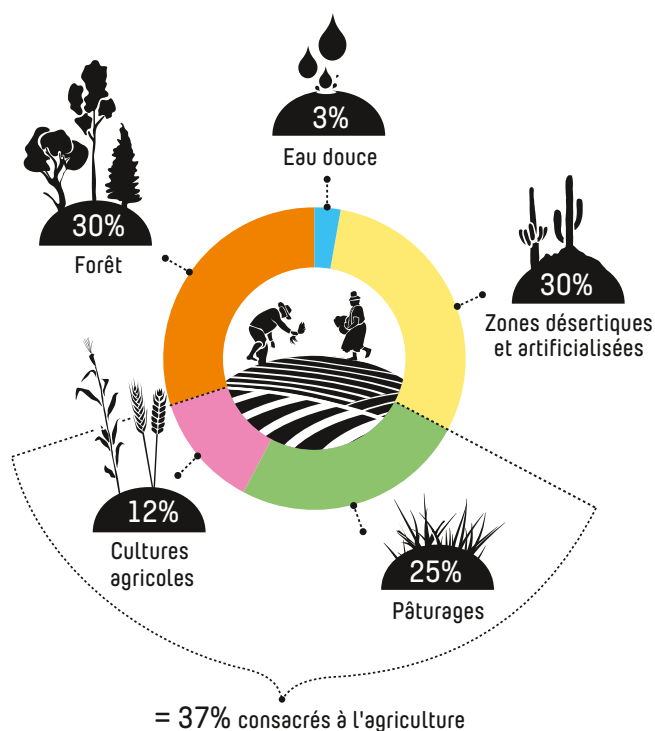 3%
Eau douce
30%
Forêt
30%
Zones désertiques
et artificialisées
12%
Cultures
agricoles
25%
Pâturages
= 37% consacrés à l'agriculture